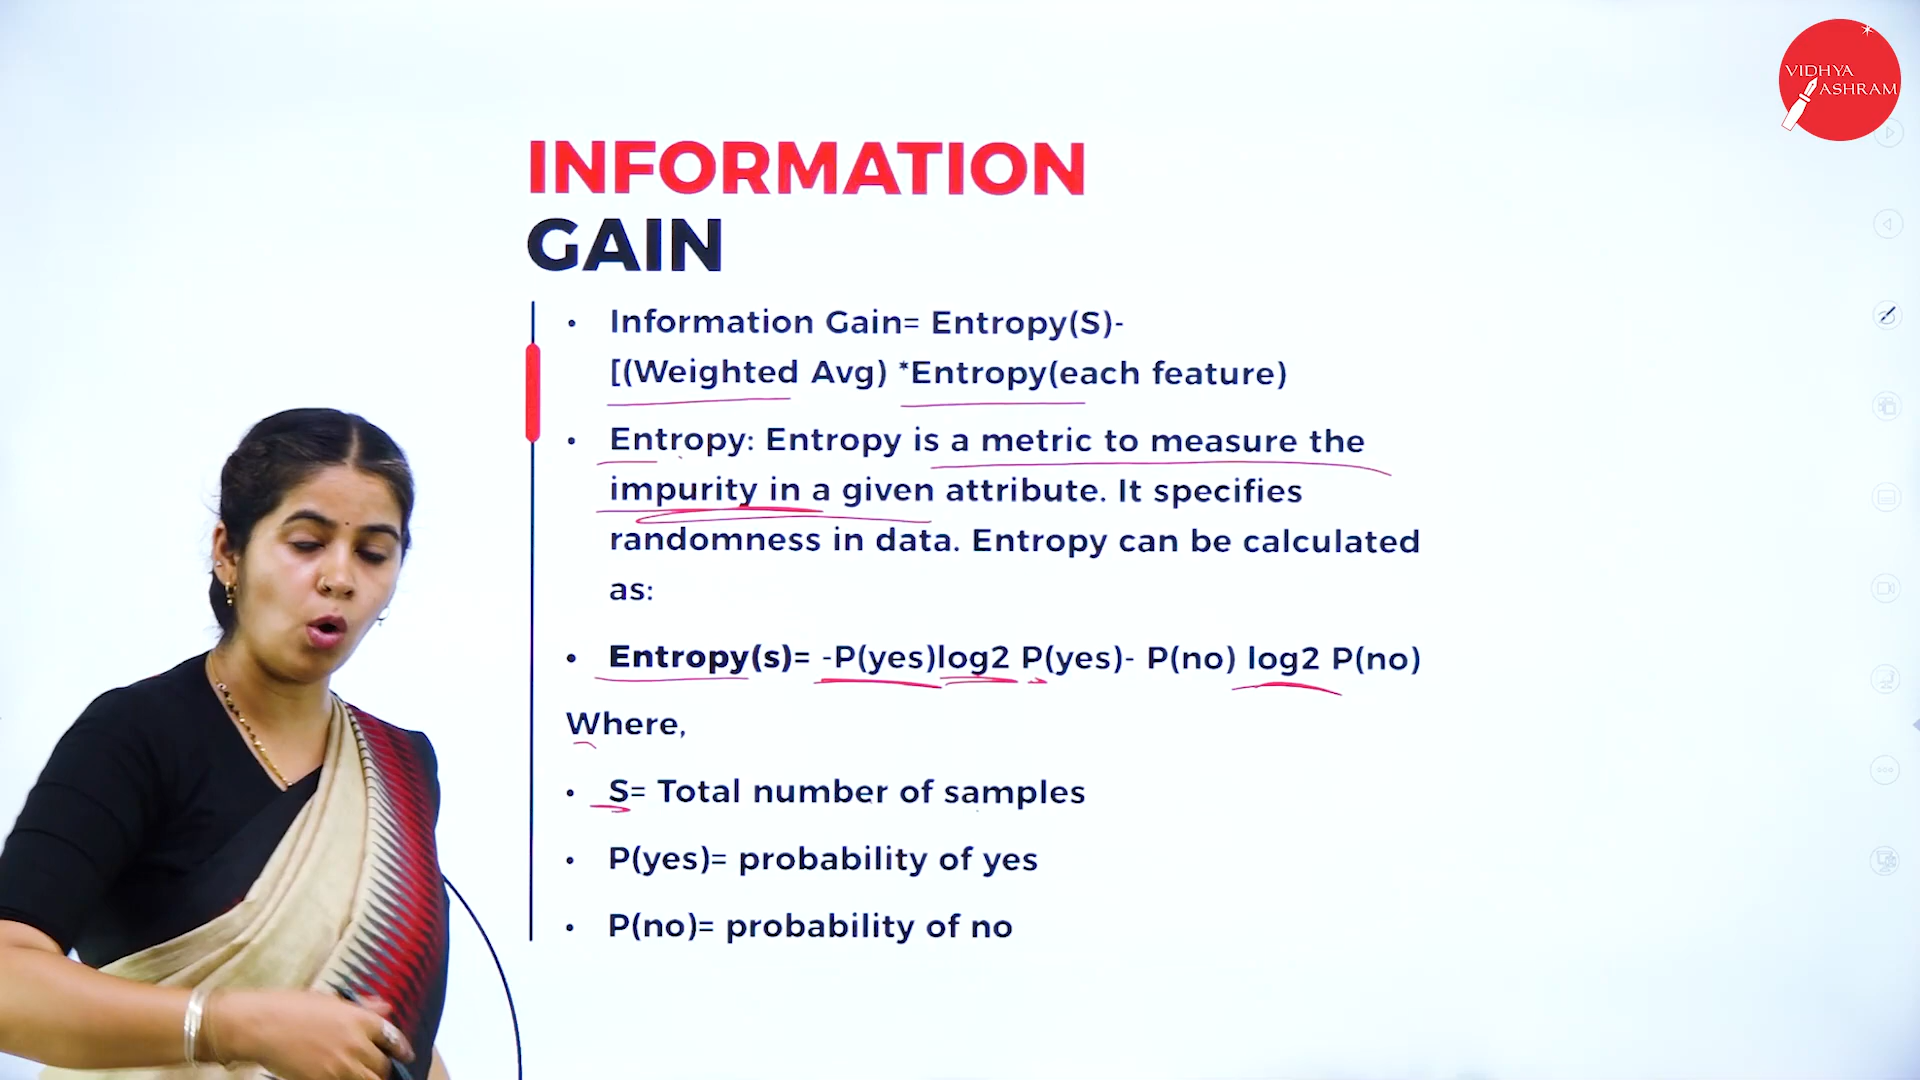 VIDHYA
ASHRAM
INFORMATION
GAIN
• Information Gain= Entropy(S)-
[(Weighted Avg) *Entropy(each feature)
• Entropy: Entropy is a metric to measure the
impurity in a given attribute. It specifies
randomness in data. Entropy can be calculated
as:
• Entropy(s)= -P(yes)log2 P(yes)- P(no) log2 P(no)
Where,
• S= Total number of samples
• P(yes)= probability of yes
• P(no)= probability of no